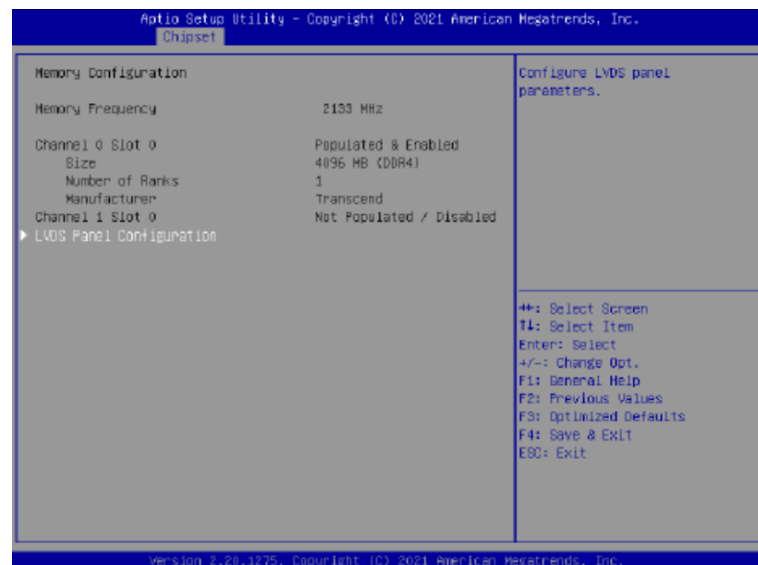 Aptio Setup Utility - Copyright (C) 2021 American Megatrends, Inc.
Chipset
Memory Configuration
Memory Frequency 2133 MHz
Channel 0 Slot 0 Populated & Enabled
Size 4096 MB (DDR4)
Number of Ranks 1
Manufacturer Transcend
Channel 1 Slot 0 Not Populated / Disabled
LVDS Panel Configuration
Configure LVDS panel
parameters.
: Select Screen
↑↓: Select Item
Enter: Select
+/-: Change Opt.
F1: General Help
F2: Previous Values
F3: Optimized Defaults
F4: Save & Exit
ESC: Exit
Version 2.20.1275. Copyright (C) 2021 American Megatrends, Inc.